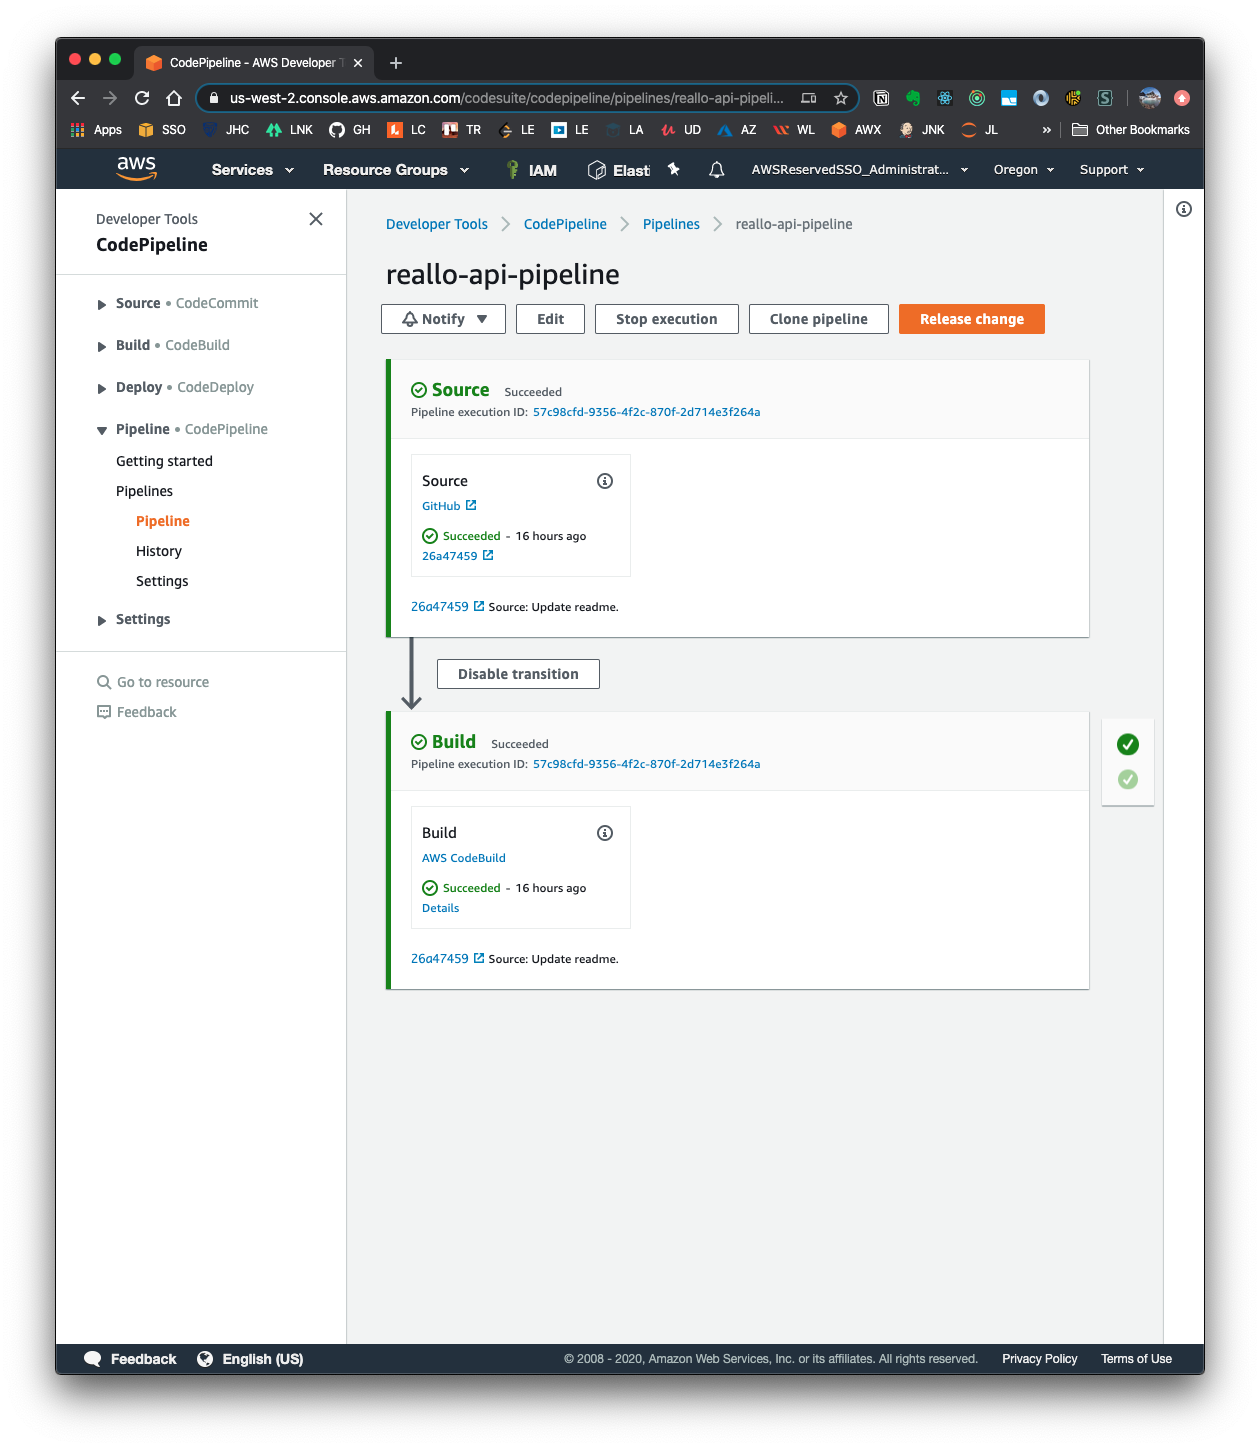 CodePipeline - AWS Developer T
us-west-2.console.aws.amazon.com/codesuite/codepipeline/pipelines/reallo-api-pipeli...
Apps SSO JHC LNK GH LC TR LE LE LA UD AZ WL AWX JNK JL » Other Bookmarks
aws Services Resource Groups IAM Elasti AWSReservedSSO_Administrat... Oregon Support
Developer Tools
CodePipeline
Source • CodeCommit
Build • CodeBuild
Deploy • CodeDeploy
Pipeline • CodePipeline
Getting started
Pipelines
Pipeline
History
Settings
Settings
Go to resource
Feedback
Developer Tools CodePipeline Pipelines reallo-api-pipeline
reallo-api-pipeline
Notify Edit Stop execution Clone pipeline Release change
Source Succeeded
Pipeline execution ID: 57c98cfd-9356-4f2c-870f-2d714e3f264a
Source
GitHub
Succeeded - 16 hours ago
26a47459
26a47459 Source: Update readme.
Disable transition
Build Succeeded
Pipeline execution ID: 57c98cfd-9356-4f2c-870f-2d714e3f264a
Build
AWS CodeBuild
Succeeded - 16 hours ago
Details
26a47459 Source: Update readme.
Feedback English (US) © 2008 - 2020, Amazon Web Services, Inc. or its affiliates. All rights reserved. Privacy Policy Terms of Use